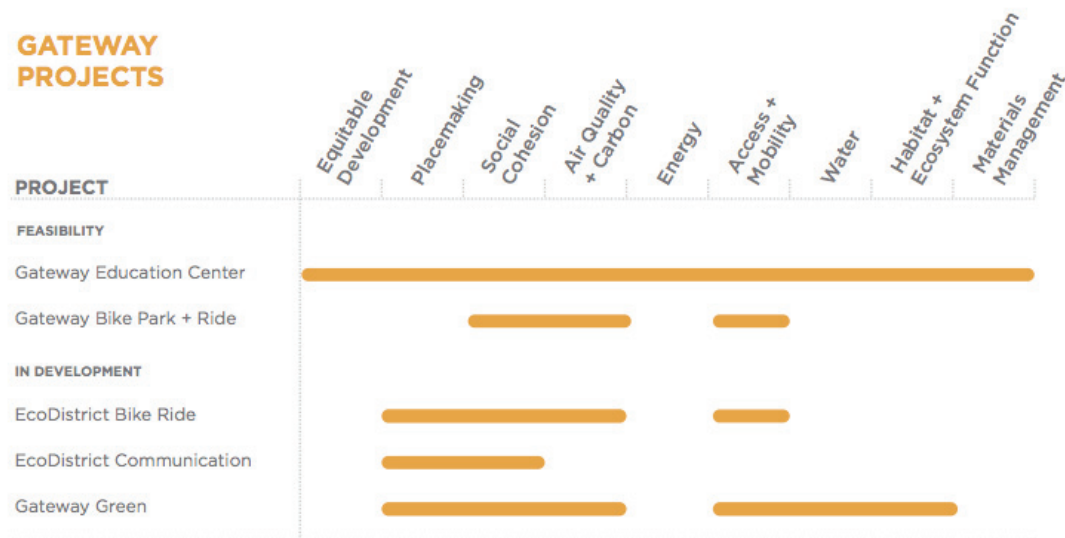 GATEWAY
PROJECTS
Equitable
Development
Placemaking
Social
Cohesion
Air Quality
+ Carbon
Energy
Access +
Mobility
Water
Habitat +
Ecosystem Function
Materials
Management
PROJECT
FEASIBILITY
Gateway Education Center
Gateway Bike Park + Ride
IN DEVELOPMENT
EcoDistrict Bike Ride
EcoDistrict Communication
Gateway Green